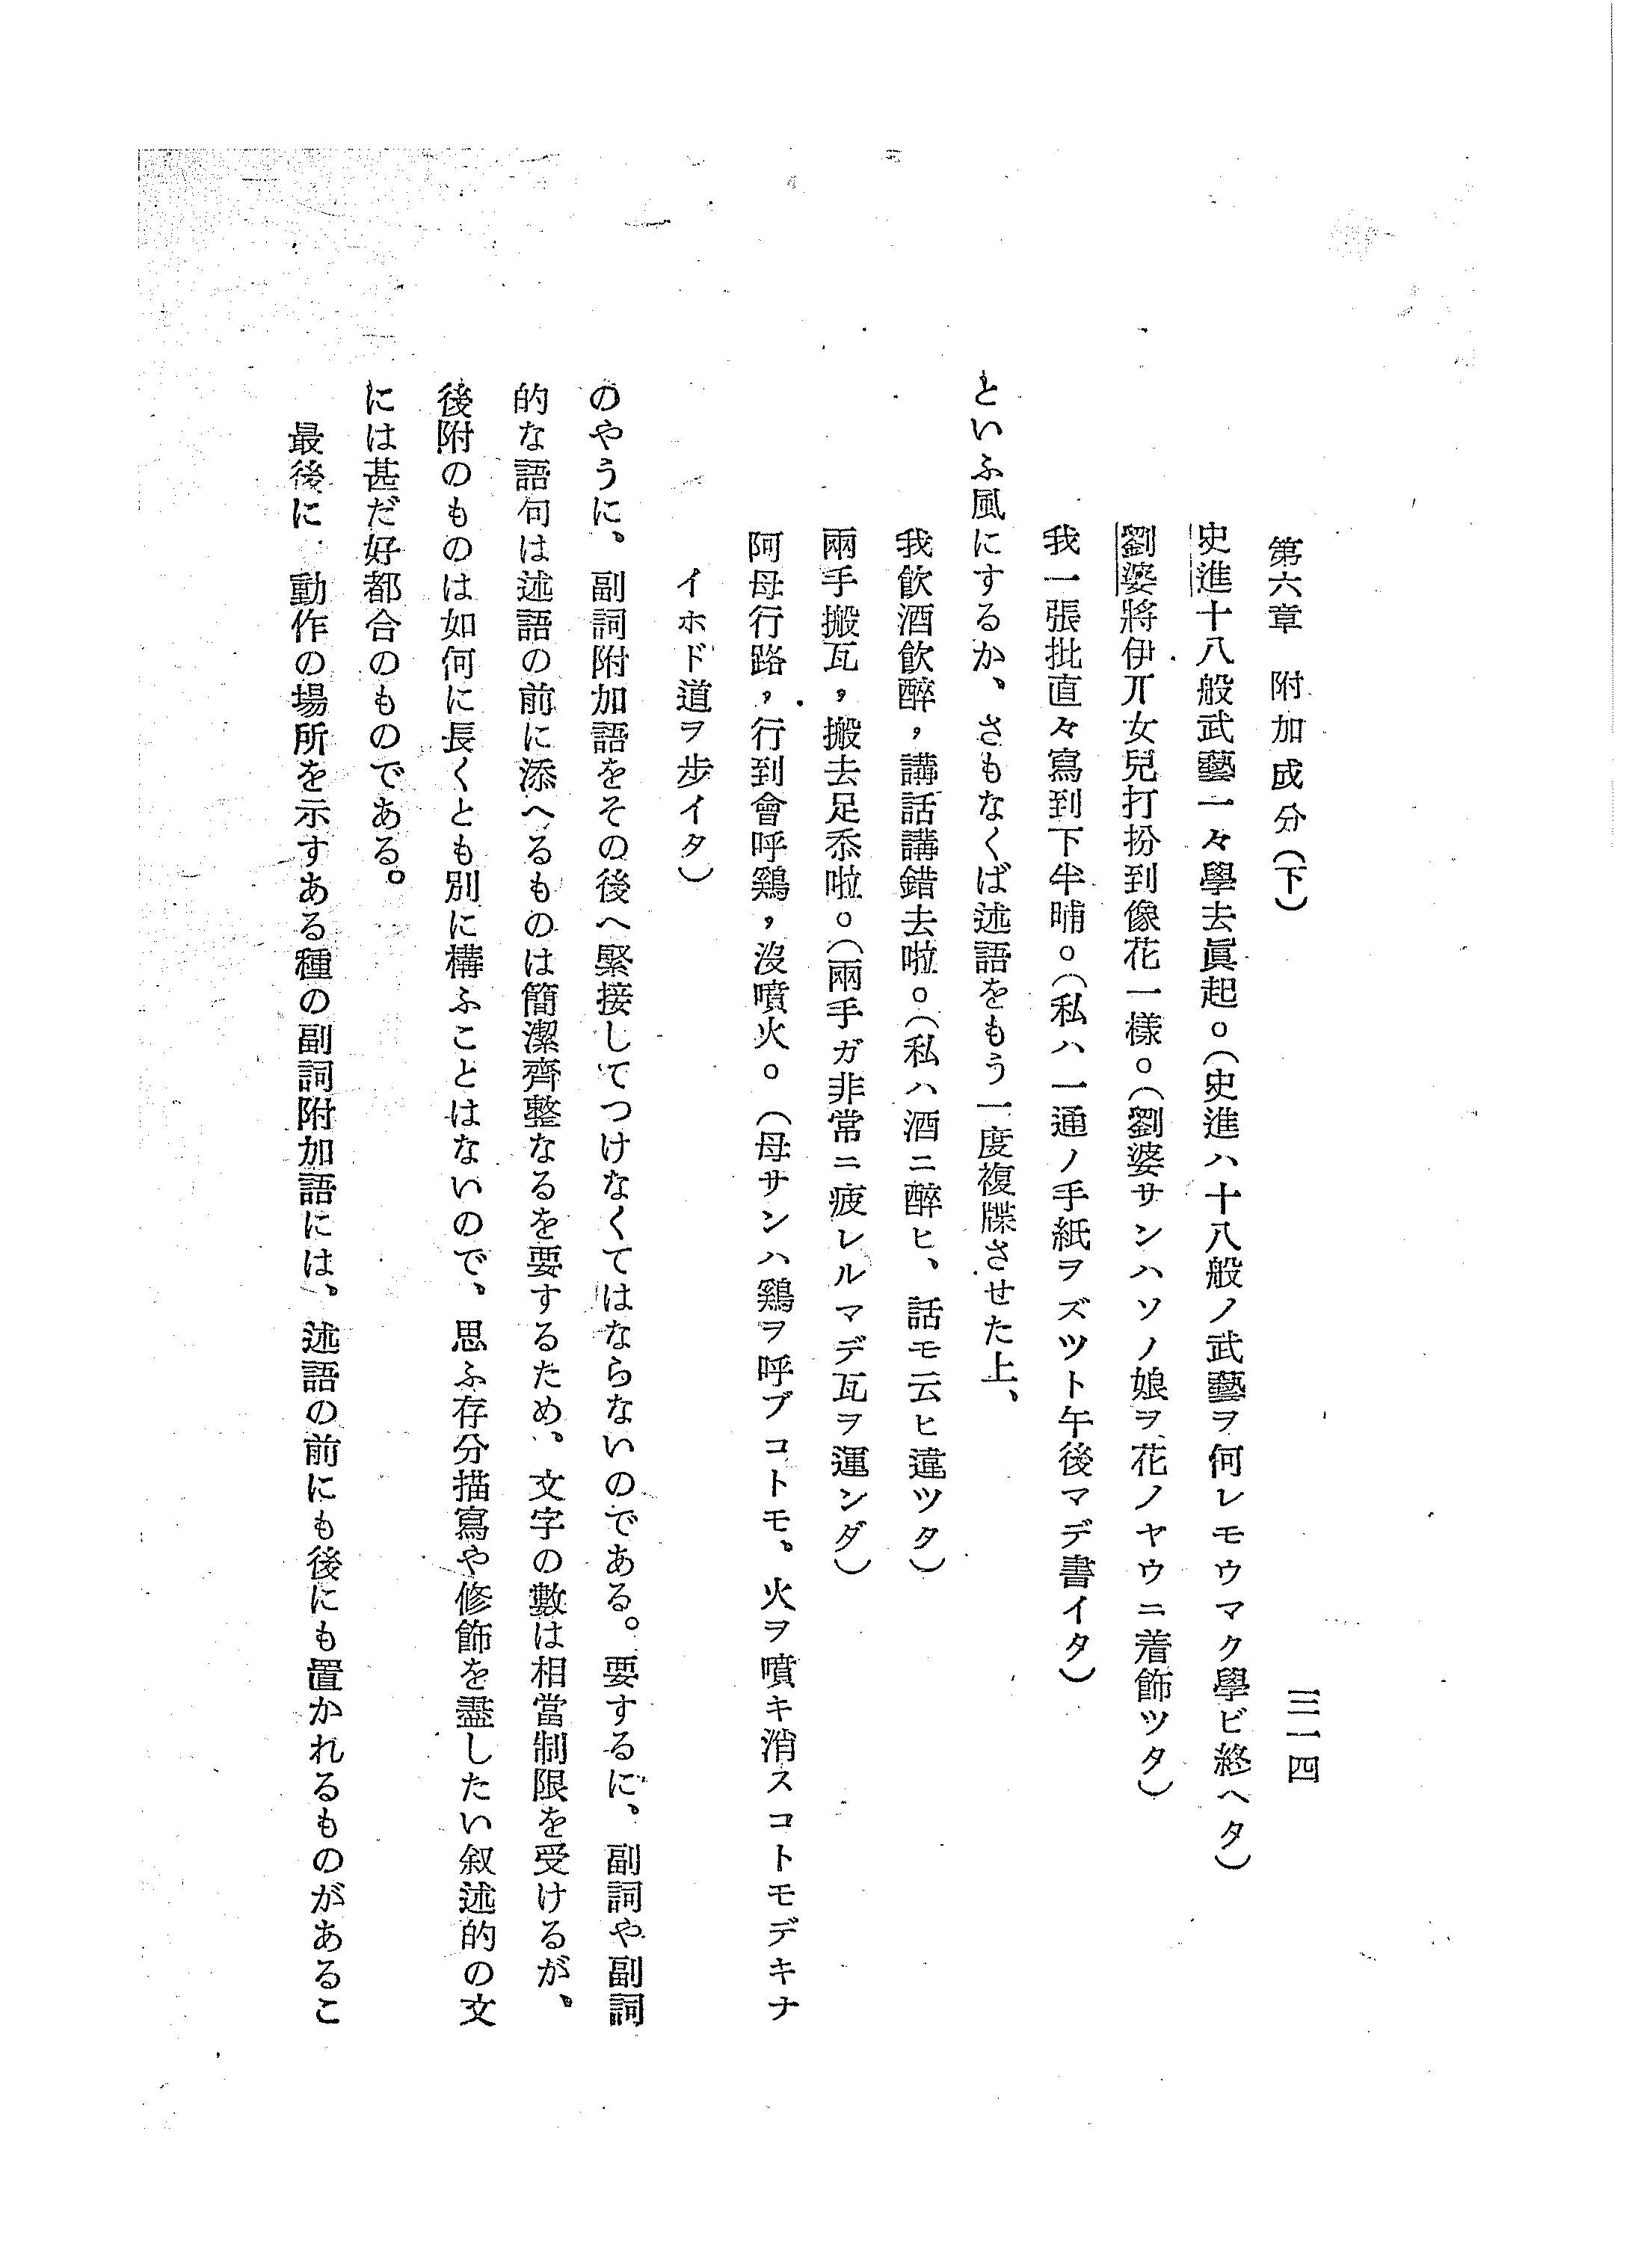 第六章　附加成分（下）
三一四
史進十八般武藝一々學去眞起。（史進ハ十八般ノ武藝ヲ何レモウマク學ビ終ヘタ）
劉婆將伊丌女兒打扮到像花一樣。（劉婆サンハソノ娘ヲ花ノヤウニ着飾ツタ）
我一張批直々寫到下半晡。（私ハ一通ノ手紙ヲズツト午後マデ書イタ）
といふ風にするか、さもなくば述語をもう一度複牒させた上、
我飮酒飮醉，講話講錯去啦。（私ハ酒ニ醉ヒ、話モ云ヒ違ツタ）
兩手搬瓦，搬去足忝啦。（兩手ガ非常ニ疲レルマデ瓦ヲ運ンダ）
阿母行路，行到會呼鷄，沒噴火。（母サンハ鷄ヲ呼ブコトモ、火ヲ噴キ消スコトモデキナ
イホド道ヲ步イタ）
のやうに、副詞附加語をその後へ緊接してつけなくてはならないのである。要するに、副詞や副詞
的な語句は述語の前に添へるものは簡潔齊整なるを要するため、文字の數は相當制限を受けるが、
後附のものは如何に長くとも別に構ふことはないので、思ふ存分描寫や修飾を盡したい叙述的の文
には甚だ好都合のものである。
最後に、動作の場所を示すある種の副詞附加語には、述語の前にも後にも置かれるものがあるこ